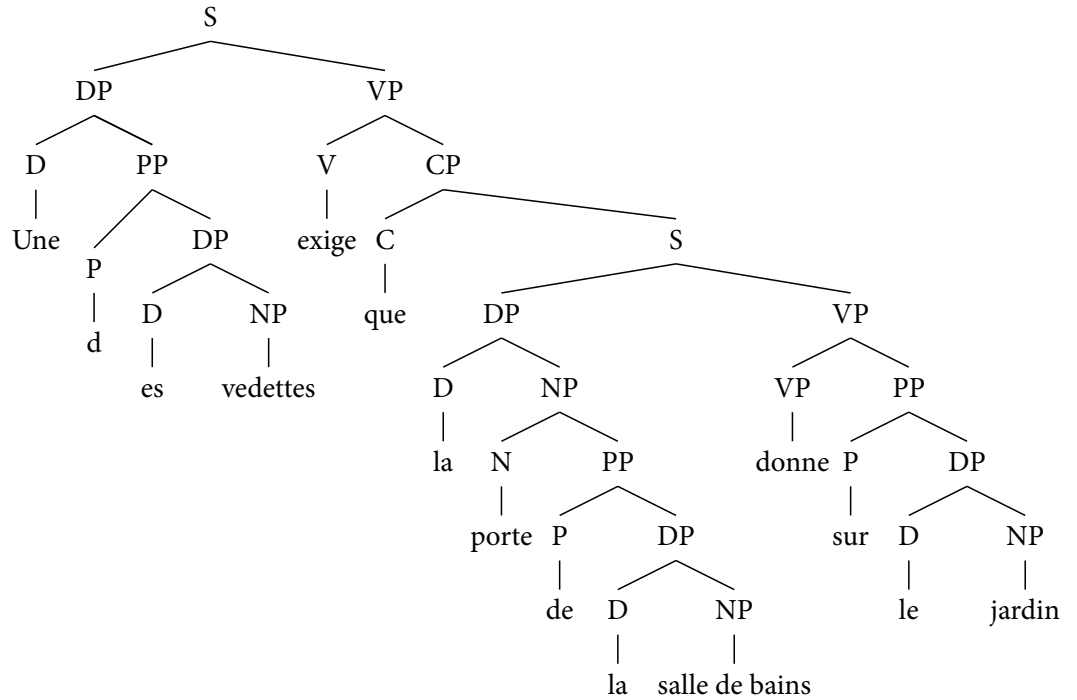 S
DP VP
D PP V CP
Une DP exige C S
P
D NP que DP VP
d
es vedettes D NP VP PP
la N PP donne P DP
porte P DP sur D NP
de D NP le jardin
la salle de bains